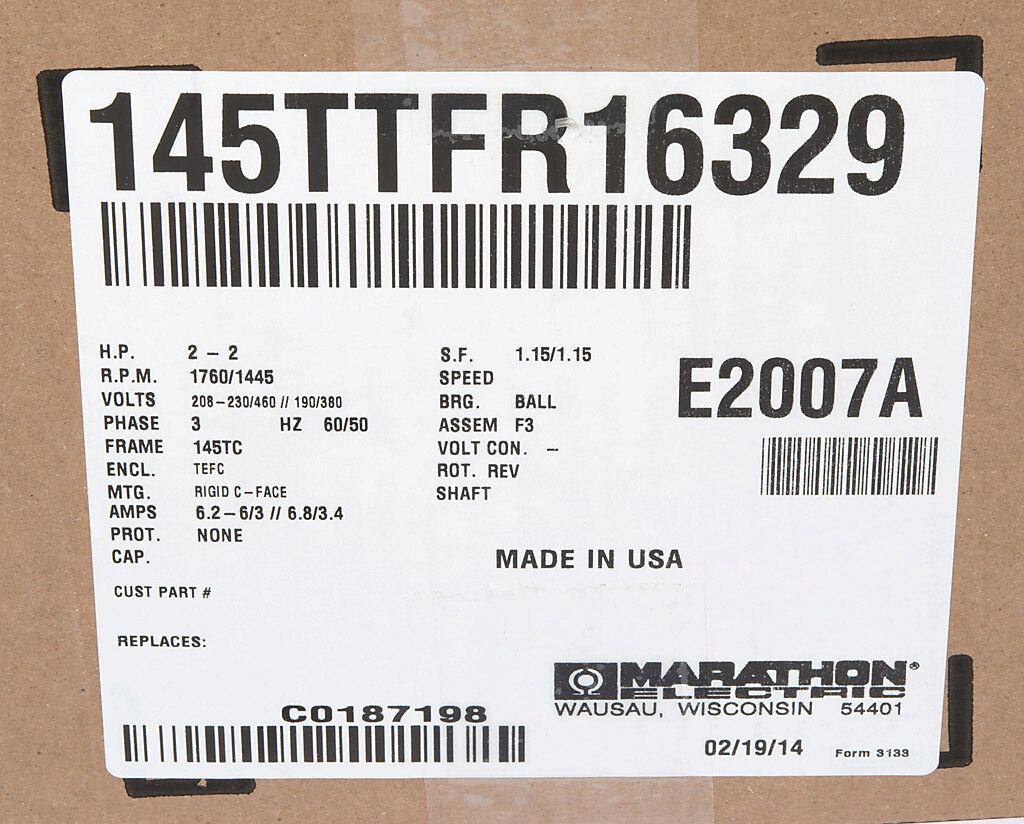 145TTFR16329
H.P. 2 – 2
R.P.M. 1760/1445
VOLTS 208–230/460 // 190/380
PHASE 3 HZ 60/50
FRAME 145TC
ENCL. TEFC
MTG. RIGID C–FACE
AMPS 6.2–6/3 // 6.8/3.4
PROT. NONE
CAP.
CUST PART #
REPLACES:
S.F. 1.15/1.15
SPEED
BRG. BALL
ASSEM F3
VOLT CON. –
ROT. REV
SHAFT
E2007A
MADE IN USA
C0187198
MARATHON®
ELECTRIC
WAUSAU, WISCONSIN 54401
02/19/14 Form 3133